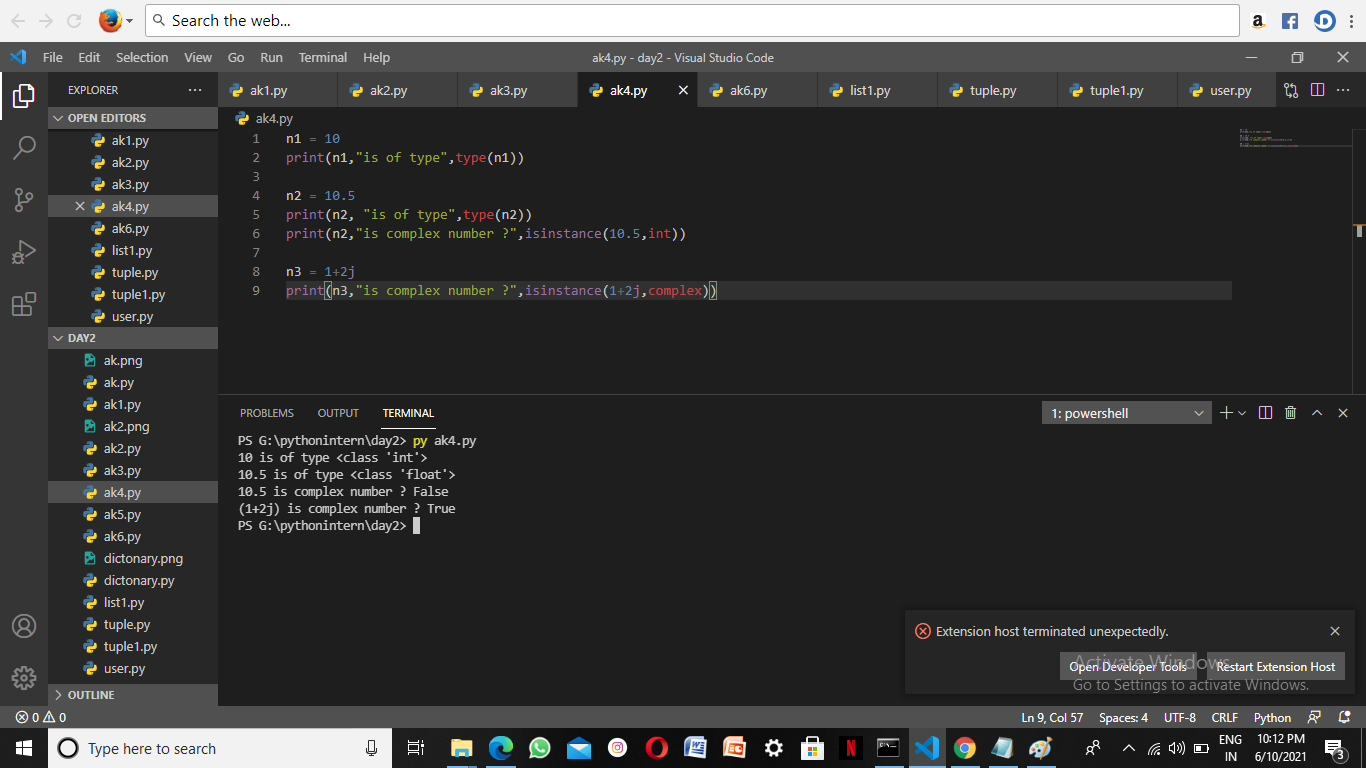 Search the web...
File Edit Selection View Go Run Terminal Help ak4.py - day2 - Visual Studio Code
EXPLORER
ak1.py ak2.py ak3.py ak4.py ak6.py list1.py tuple.py tuple1.py user.py
OPEN EDITORS
ak1.py
ak2.py
ak3.py
ak4.py
ak6.py
list1.py
tuple.py
tuple1.py
user.py
DAY2
ak.png
ak.py
ak1.py
ak2.png
ak2.py
ak3.py
ak4.py
ak5.py
ak6.py
dictonary.png
dictonary.py
list1.py
tuple.py
tuple1.py
user.py
OUTLINE
ak4.py
1 n1 = 10
2 print(n1,"is of type",type(n1))
3
4 n2 = 10.5
5 print(n2, "is of type",type(n2))
6 print(n2,"is complex number ?",isinstance(10.5,int))
7
8 n3 = 1+2j
9 print(n3,"is complex number ?",isinstance(1+2j,complex))
PROBLEMS OUTPUT TERMINAL 1: powershell
PS G:\pythonintern\day2> py ak4.py
10 is of type <class 'int'>
10.5 is of type <class 'float'>
10.5 is complex number ? False
(1+2j) is complex number ? True
PS G:\pythonintern\day2>
Extension host terminated unexpectedly.
Open Developer Tools Restart Extension Host
Activate Windows
Go to Settings to activate Windows.
0 0 Ln 9, Col 57 Spaces: 4 UTF-8 CRLF Python
Type here to search
ENG
IN
10:12 PM
6/10/2021
3